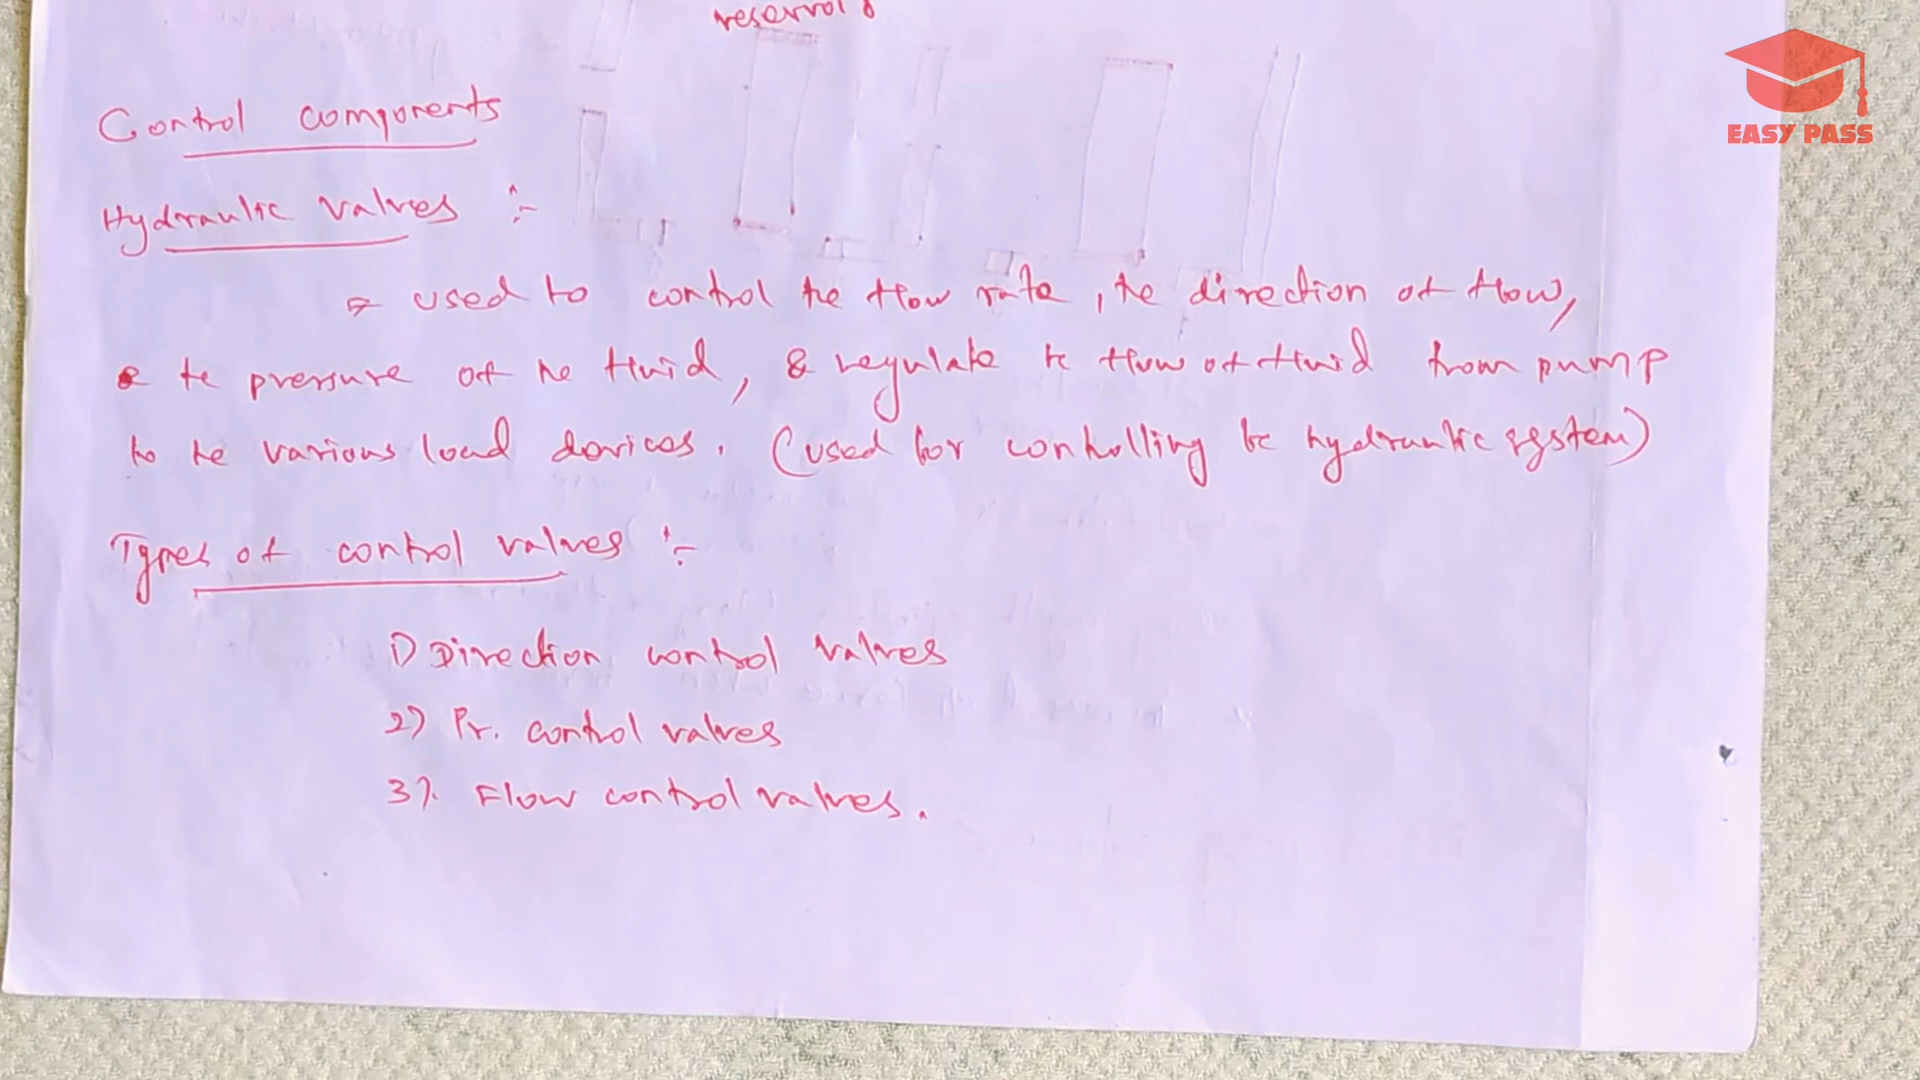 reservoi
EASY PASS
Control components
Hydraulic valves :-
used to control the flow rate, the direction of flow,
& the pressure of the fluid, & regulate the flow of fluid from pump
to the various load devices. (used for controlling the hydraulic system)
Types of control valves :-
1) Direction control valves
2) Pr. control valves
3). Flow control valves.